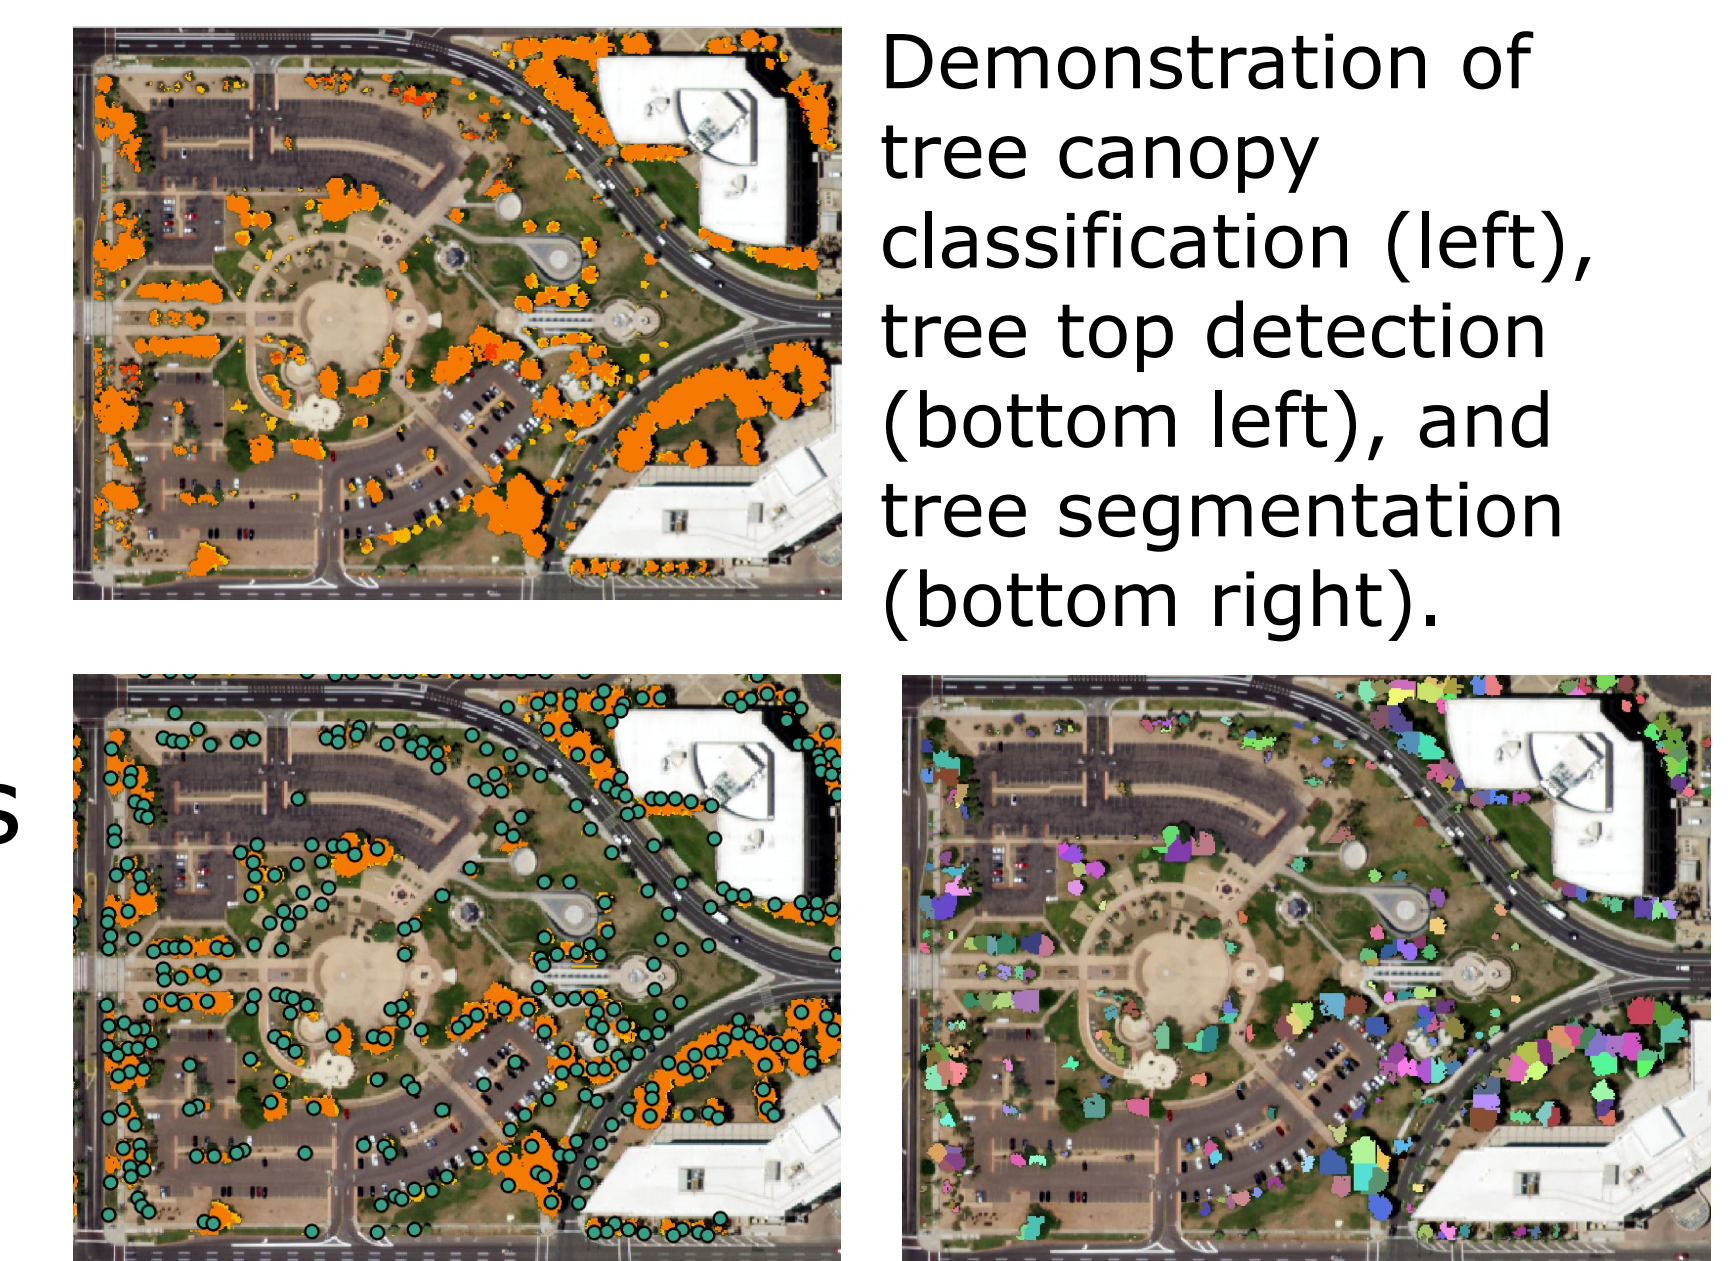 Demonstration of
tree canopy
classification (left),
tree top detection
(bottom left), and
tree segmentation
(bottom right).
s